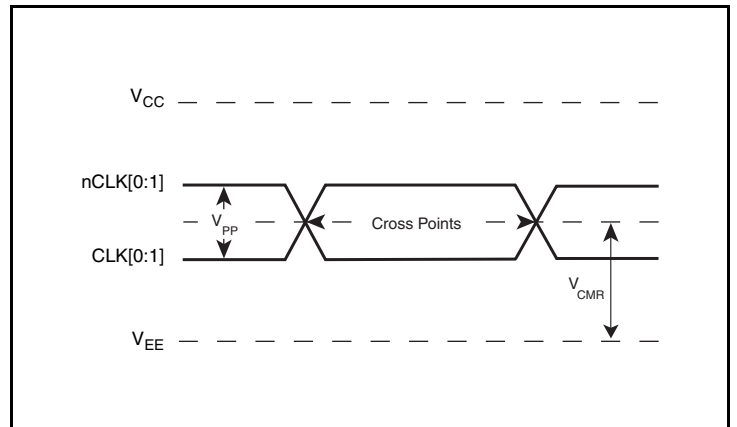 VCC
nCLK[0:1]
VPP
Cross Points
CLK[0:1]
VCMR
VEE